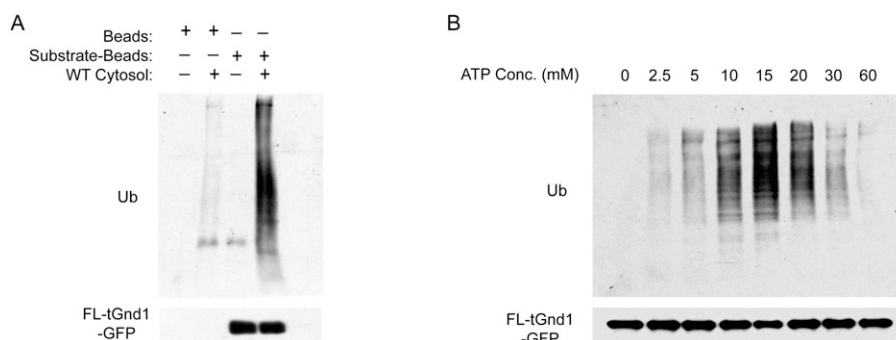 A
Beads: + + – –
Substrate-Beads: – – + +
WT Cytosol: – + – +
Ub
FL-tGnd1
-GFP
B
ATP Conc. (mM) 0 2.5 5 10 15 20 30 60
Ub
FL-tGnd1
-GFP